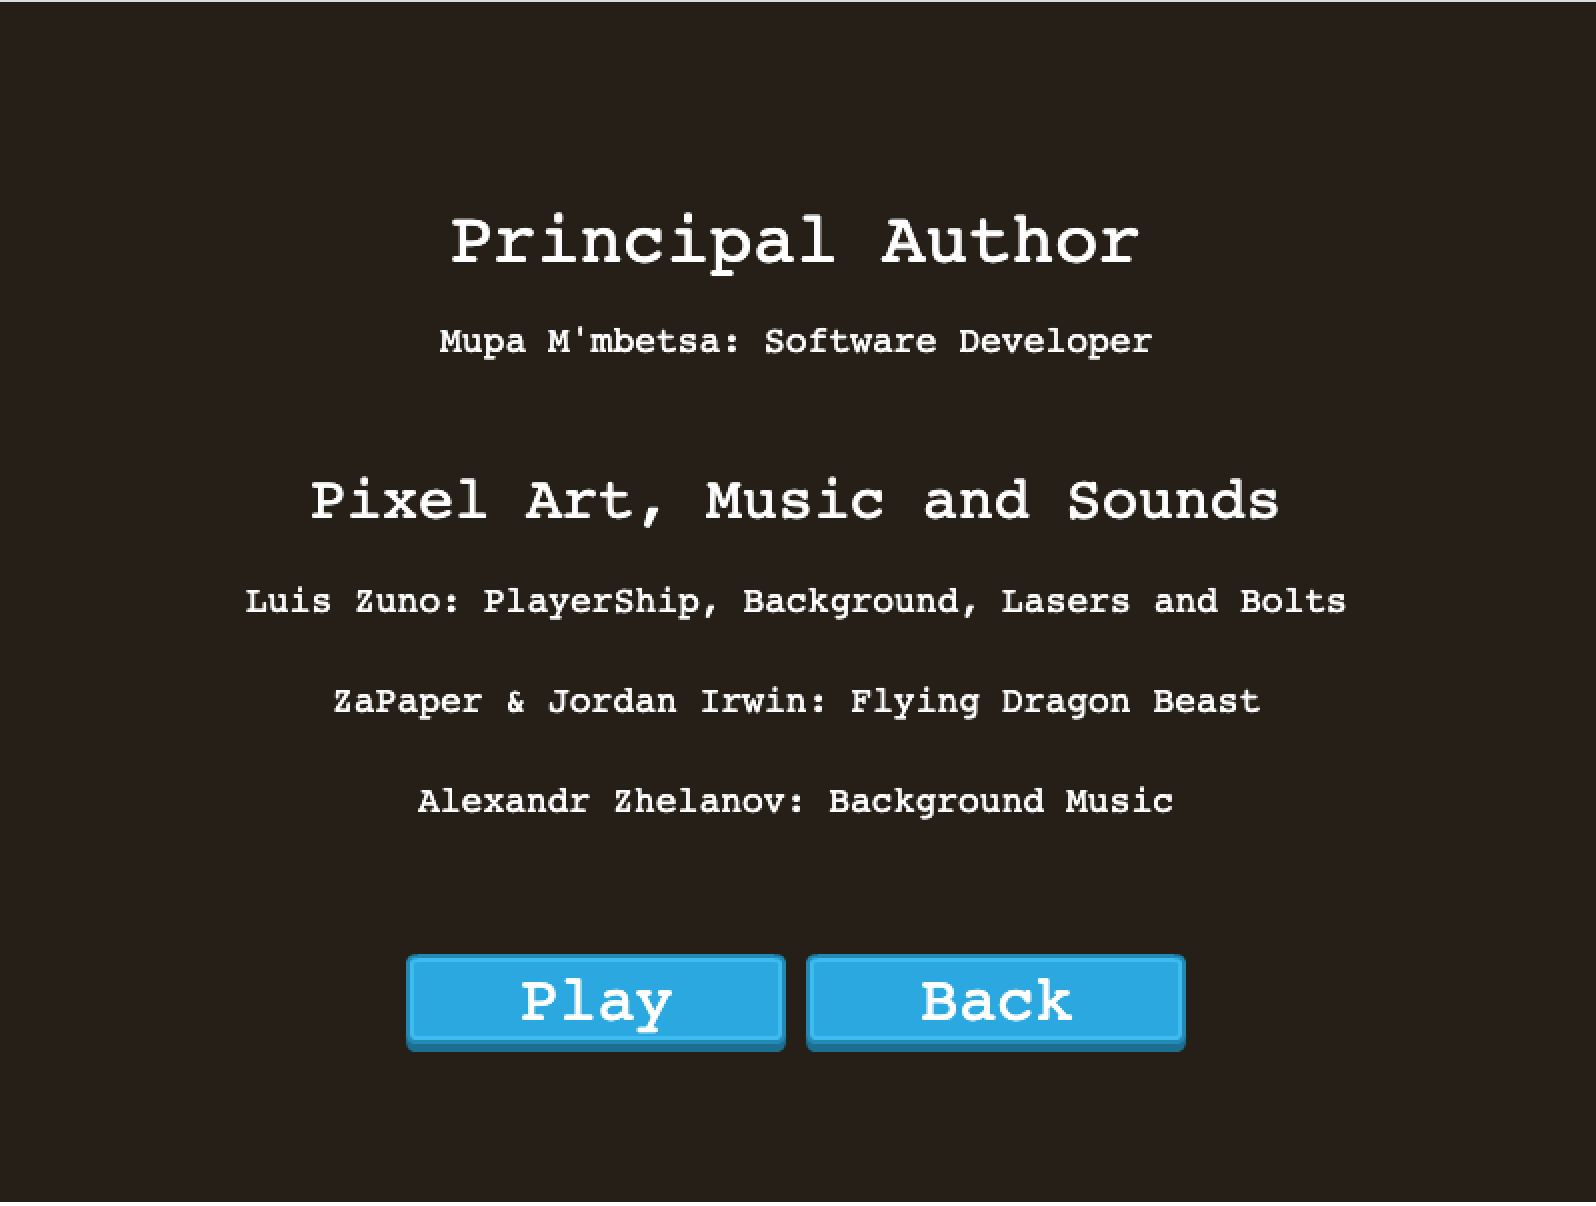 Principal Author
Mupa M'mbetsa: Software Developer
Pixel Art, Music and Sounds
Luis Zuno: PlayerShip, Background, Lasers and Bolts
ZaPaper & Jordan Irwin: Flying Dragon Beast
Alexandr Zhelanov: Background Music
Play
Back